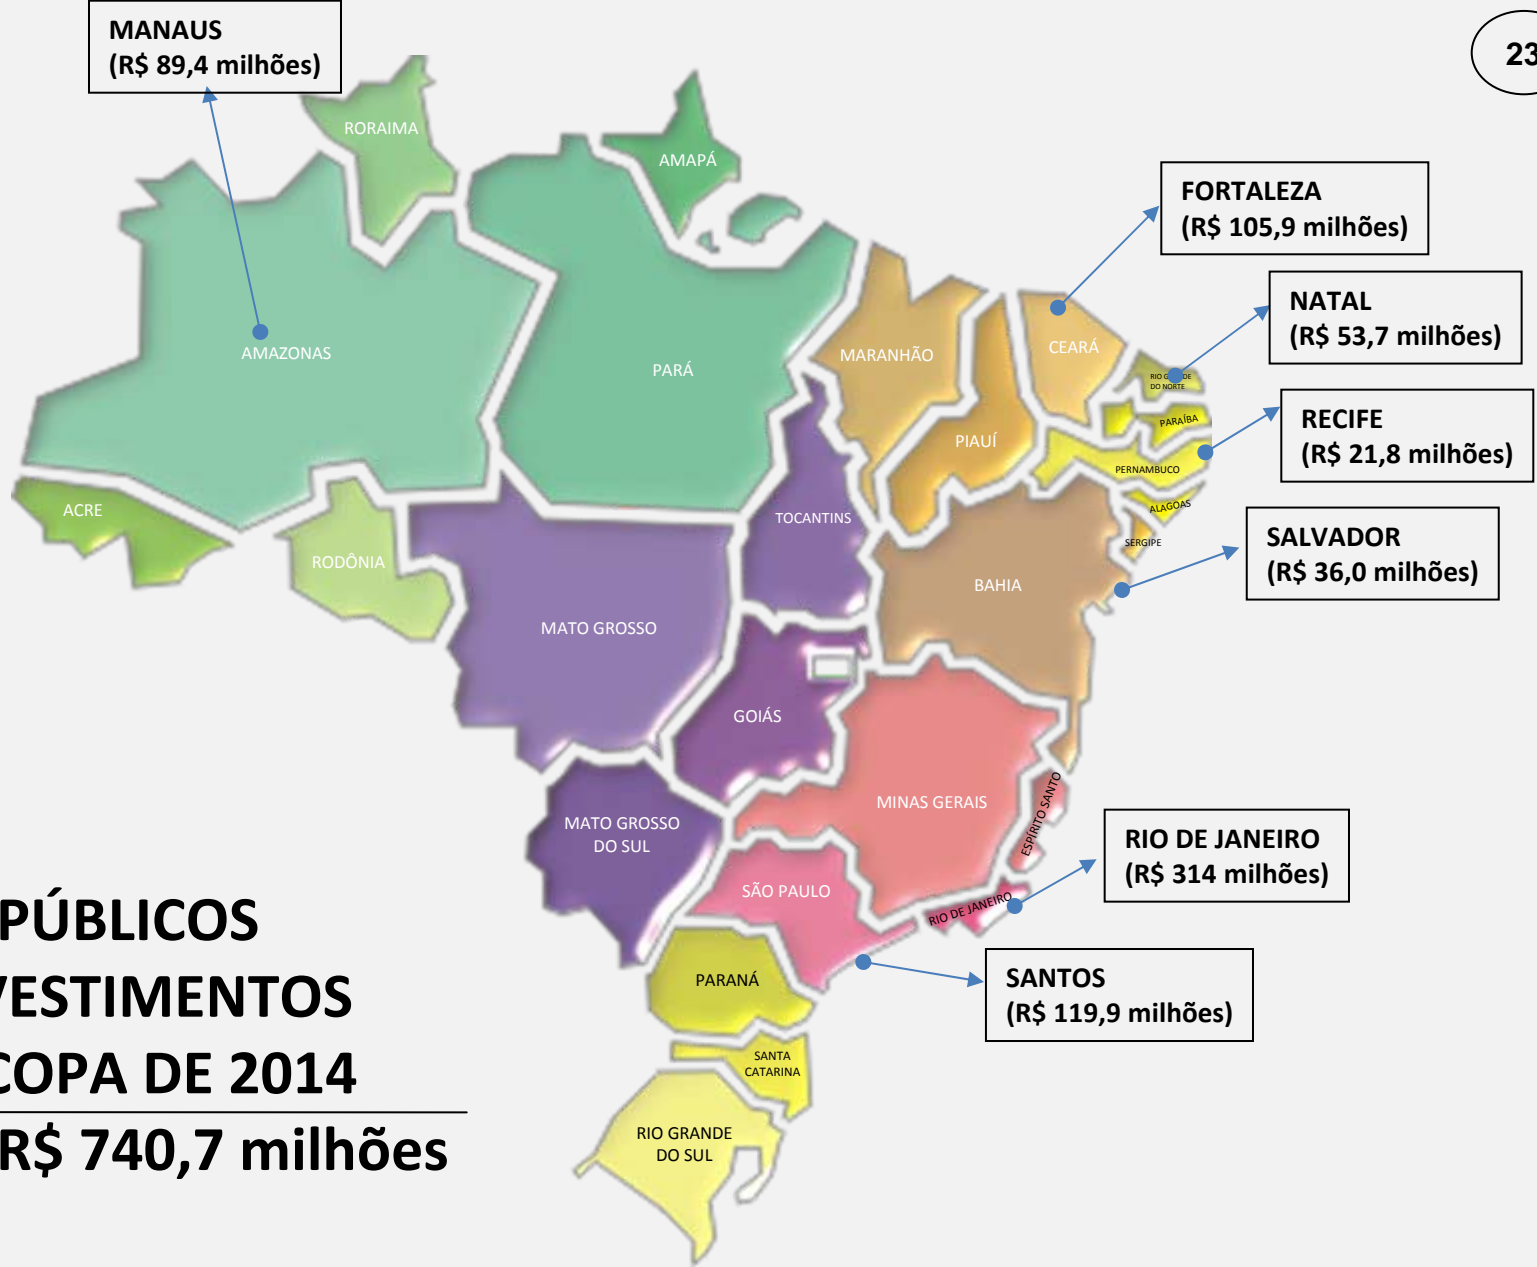 MANAUS
(R$ 89,4 milhões)
23
RORAIMA
AMAPÁ
FORTALEZA
(R$ 105,9 milhões)
NATAL
(R$ 53,7 milhões)
AMAZONAS
PARÁ
MARANHÃO
CEARÁ
RIO GRANDE
DO NORTE
RECIFE
(R$ 21,8 milhões)
PARAÍBA
PIAUÍ
PERNAMBUCO
ACRE
TOCANTINS
ALAGOAS
SERGIPE
SALVADOR
(R$ 36,0 milhões)
RODÔNIA
BAHIA
MATO GROSSO
GOIÁS
MINAS GERAIS
ESPÍRITO SANTO
MATO GROSSO
DO SUL
RIO DE JANEIRO
(R$ 314 milhões)
SÃO PAULO
RIO DE JANEIRO
PARANÁ
SANTOS
(R$ 119,9 milhões)
SANTA
CATARINA
RIO GRANDE
DO SUL
PÚBLICOS
VESTIMENTOS
COPA DE 2014
R$ 740,7 milhões